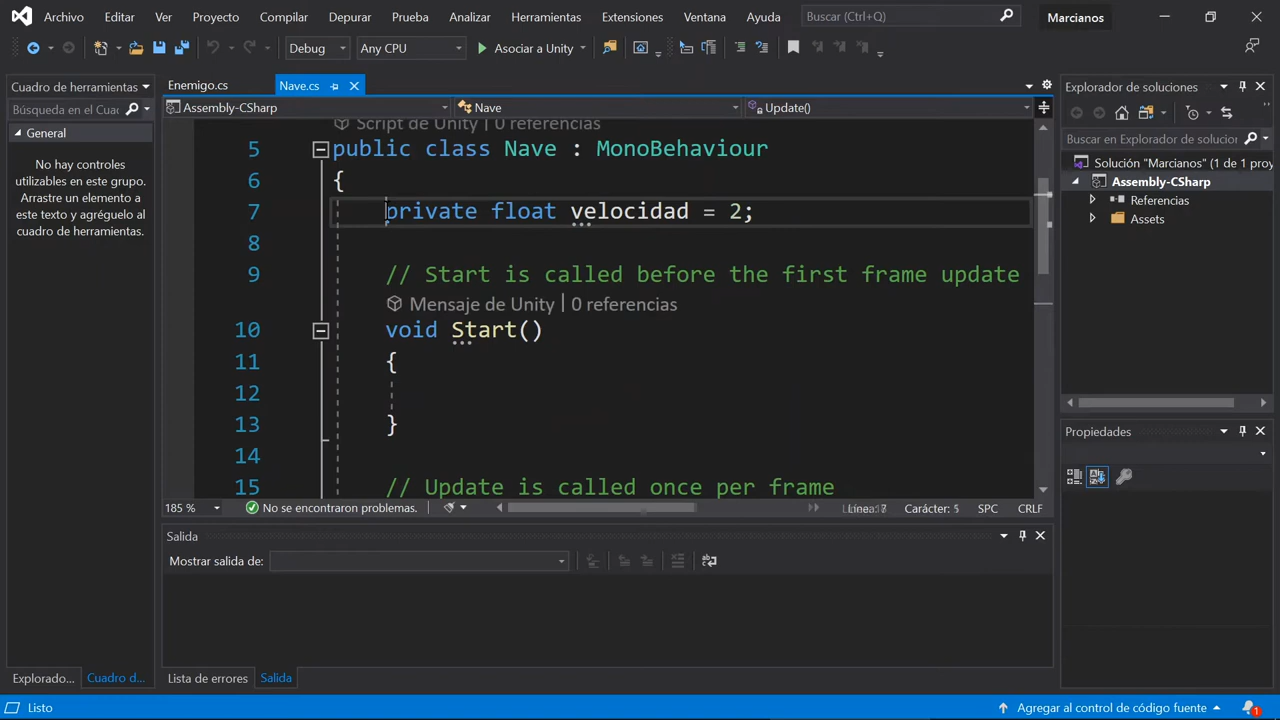 Archivo Editar Ver Proyecto Compilar Depurar Prueba Analizar Herramientas Extensiones Ventana Ayuda Buscar (Ctrl+Q) Marcianos
Debug Any CPU Asociar a Unity
Cuadro de herramientas
Búsqueda en el Cuac
General
No hay controles
utilizables en este grupo.
Arrastre un elemento a
este texto y agréguelo al
cuadro de herramientas.
Explorado... Cuadro d...
Enemigo.cs Nave.cs
Assembly-CSharp Nave Update()
Script de Unity | 0 referencias
5 public class Nave : MonoBehaviour
6 {
7 private float velocidad = 2;
8
9 // Start is called before the first frame update
Mensaje de Unity | 0 referencias
10 void Start()
11 {
12
13 }
14
15 // Update is called once per frame
185 % No se encontraron problemas. Carácter: 5 SPC CRLF
Salida
Mostrar salida de:
Lista de errores Salida
Explorador de soluciones
Buscar en Explorador de solucior
Solución "Marcianos" (1 de 1 proy
Assembly-CSharp
Referencias
Assets
Propiedades
Listo Agregar al control de código fuente 1